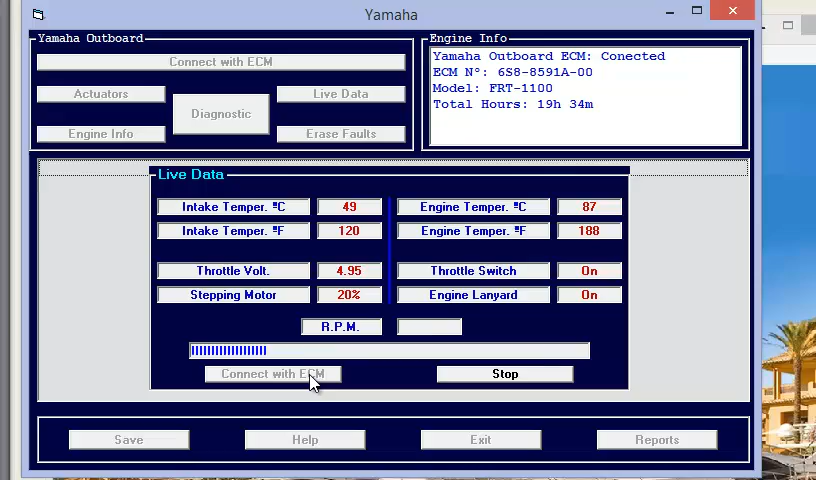 Yamaha
Yamaha Outboard
Connect with ECM
Actuators
Live Data
Diagnostic
Engine Info
Erase Faults
Engine Info
Yamaha Outboard ECM: Conected
ECM Nº: 6S8-8591A-00
Model: FRT-1100
Total Hours: 19h 34m
Live Data
Intake Temper. ºC 49 Engine Temper. ºC 87
Intake Temper. ºF 120 Engine Temper. ºF 188
Throttle Volt. 4.95 Throttle Switch On
Stepping Motor 20% Engine Lanyard On
R.P.M.
Connect with ECM Stop
Save Help Exit Reports